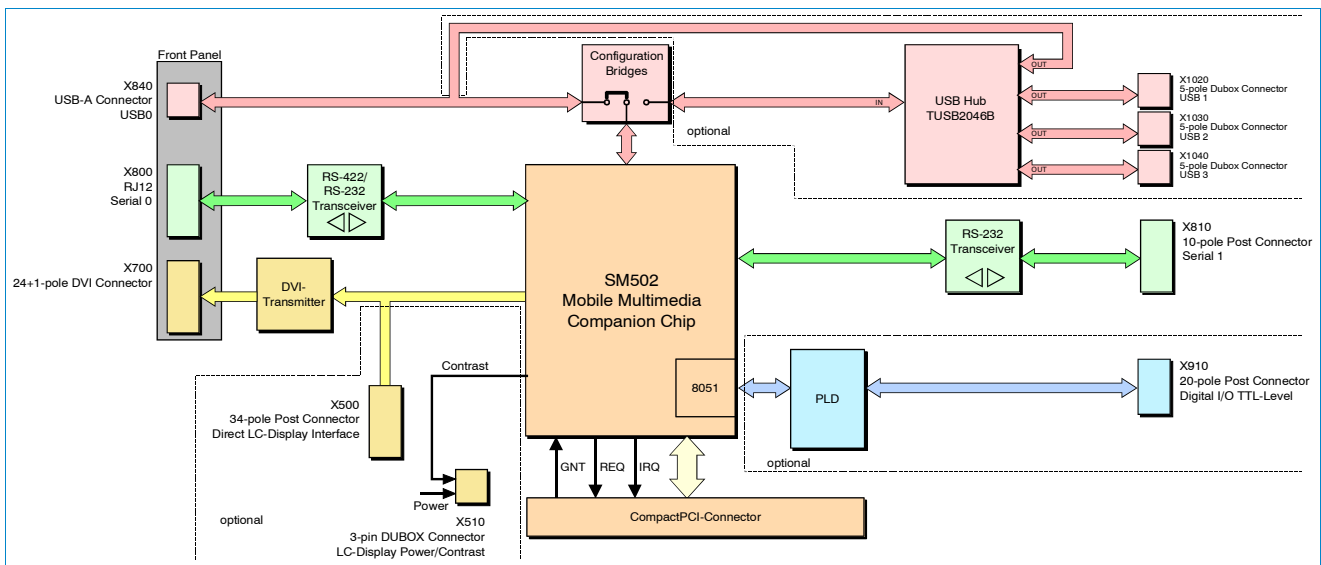 Front Panel
X840
USB-A Connector
USB0
Configuration
Bridges
IN
USB Hub
TUSB2046B
OUT
OUT
OUT
OUT
X1020
5-pole Dubox Connector
USB 1
X1030
5-pole Dubox Connector
USB 2
X1040
5-pole Dubox Connector
USB 3
optional
X800
RJ12
Serial 0
RS-422/
RS-232
Transceiver
RS-232
Transceiver
X810
10-pole Post Connector
Serial 1
X700
24+1-pole DVI Connector
DVI-
Transmitter
SM502
Mobile Multimedia
Companion Chip
8051
PLD
X910
20-pole Post Connector
Digital I/O TTL-Level
optional
Contrast
X500
34-pole Post Connector
Direct LC-Display Interface
GNT
REQ
IRQ
Power
optional
X510
3-pin DUBOX Connector
LC-Display Power/Contrast
CompactPCI-Connector